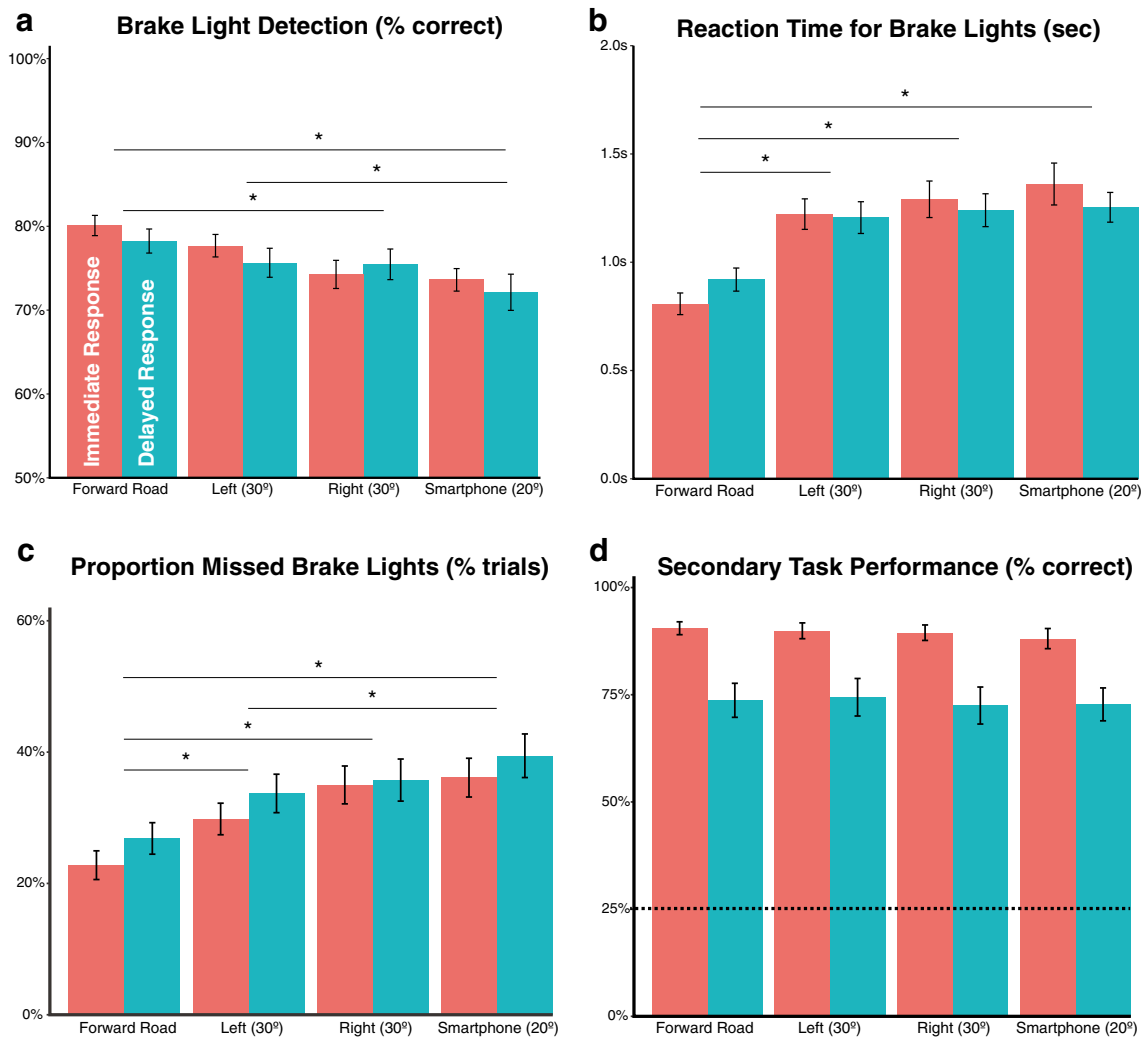 a
Brake Light Detection (% correct)
100%
90%
80%
70%
60%
50%
*
*
*
Immediate Response
Delayed Response
Forward Road
Left (30º)
Right (30º)
Smartphone (20º)
b
Reaction Time for Brake Lights (sec)
2.0s
1.5s
1.0s
0.5s
0.0s
*
*
*
Forward Road
Left (30º)
Right (30º)
Smartphone (20º)
c
Proportion Missed Brake Lights (% trials)
60%
40%
20%
0%
*
*
*
*
Forward Road
Left (30º)
Right (30º)
Smartphone (20º)
d
Secondary Task Performance (% correct)
100%
75%
50%
25%
0%
Forward Road
Left (30º)
Right (30º)
Smartphone (20º)